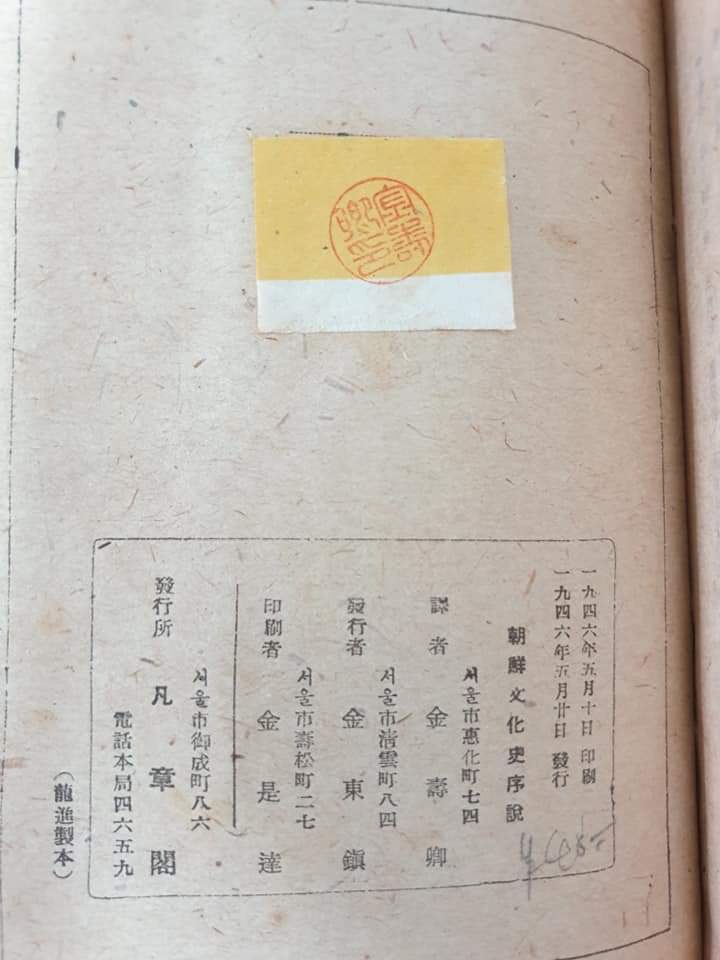 金壽卿印
一九四六年五月十日 印刷
一九四六年五月廿日 發行
朝鮮文化史序說
서울市惠化町七四
譯者 金壽卿
서울市淸雲町八四
發行者 金東鎭
서울市壽松町二七
印刷者 金是達
서울市御成町八六
發行所 凡章閣
電話本局四六五九
(龍進製本)